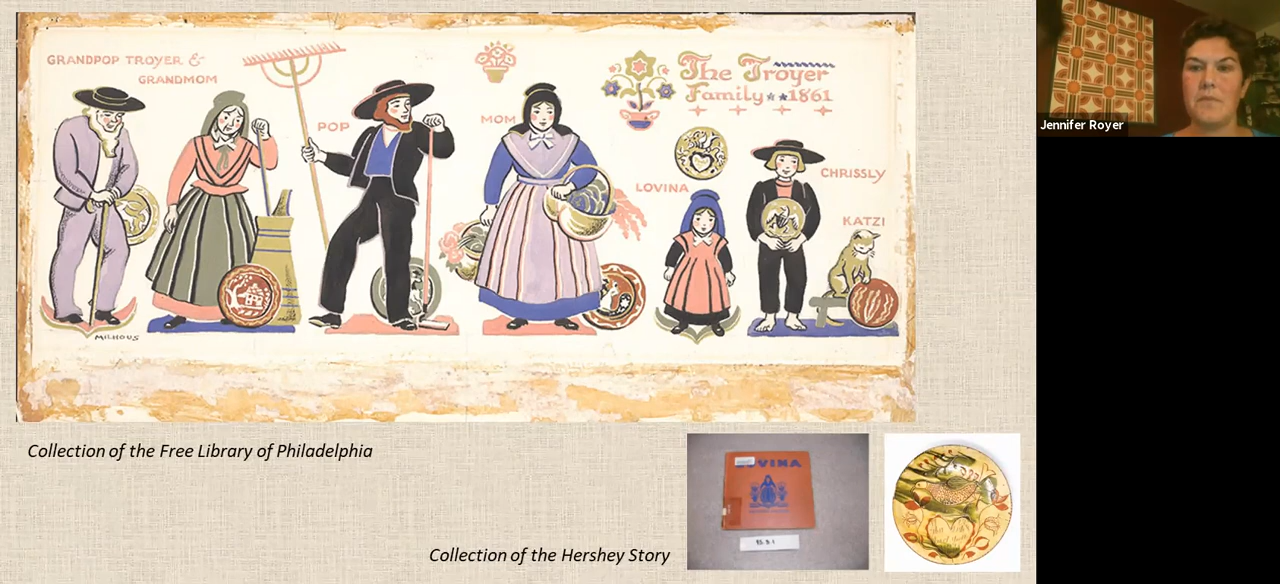 GRANDPOP TROYER &
GRANDMOM
POP
MOM
The Troyer
Family 1861
LOVINA
CHRISSLY
KATZI
MILHOUS
Jennifer Royer
Collection of the Free Library of Philadelphia
LOVINA
Collection of the Hershey Story